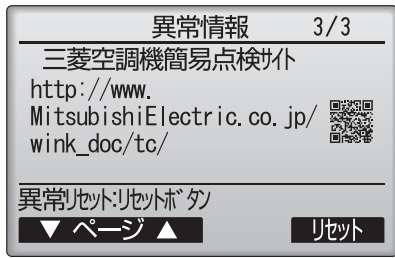 異常情報 3/3
三菱空調機簡易点検ｻｲﾄ
http://www.
MitsubishiElectric.co.jp/
wink_doc/tc/
異常ﾘｾｯﾄ:ﾘｾｯﾄﾎﾞﾀﾝ
▼ ページ ▲ ﾘｾｯﾄ